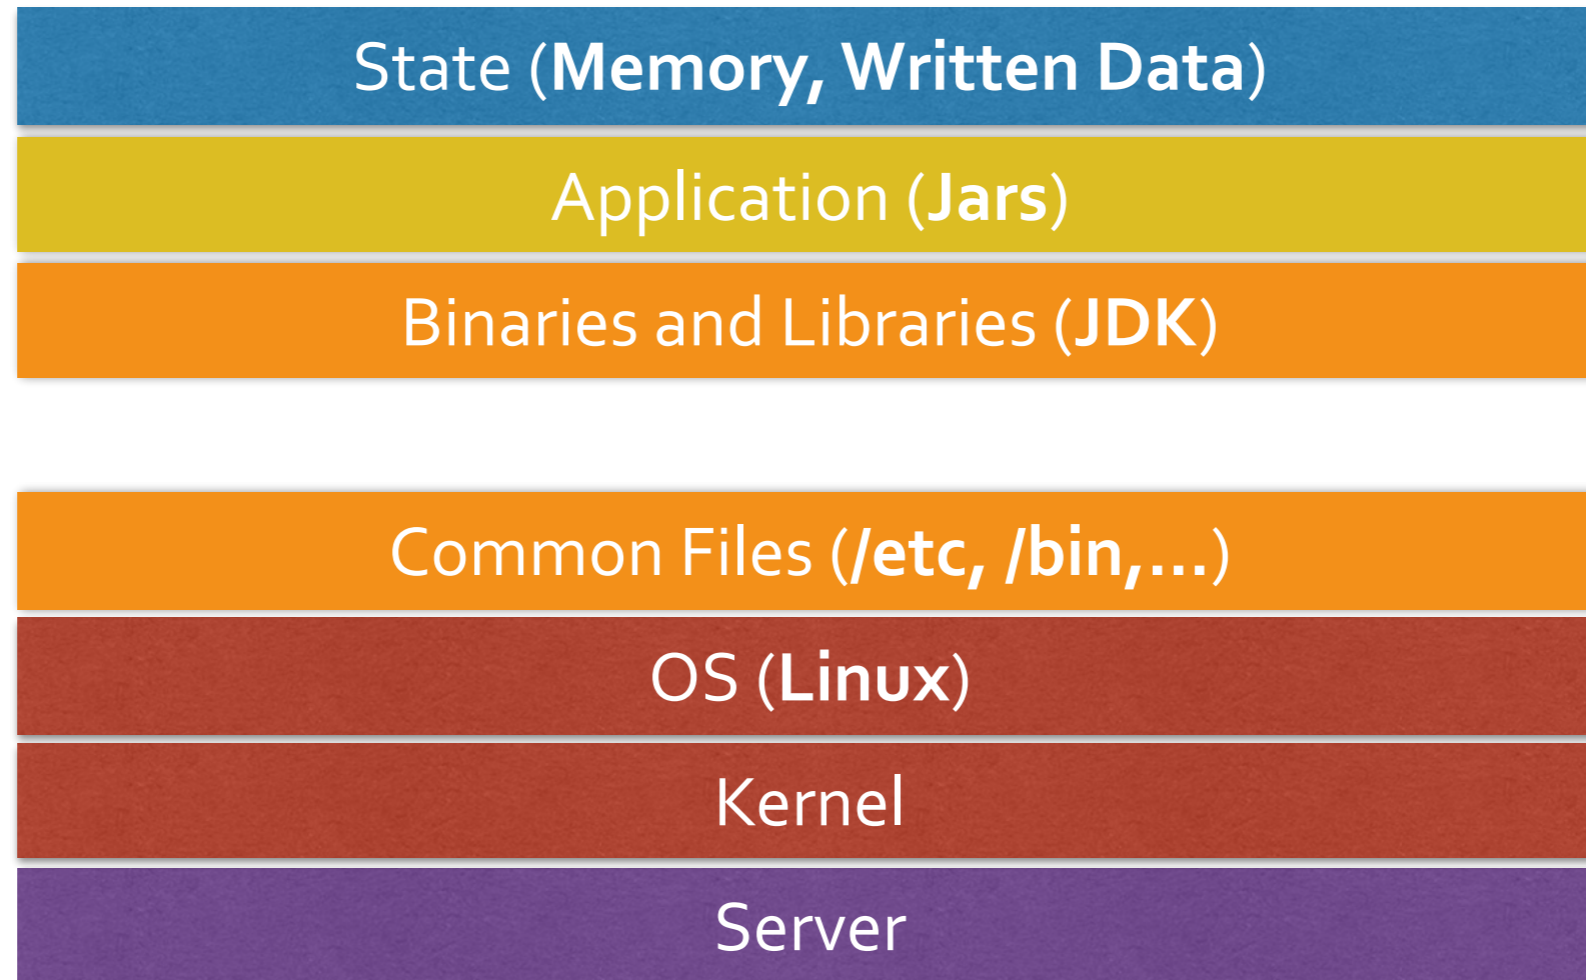 State (Memory, Written Data)
Application (Jars)
Binaries and Libraries (JDK)
Common Files (/etc, /bin,...)
OS (Linux)
Kernel
Server